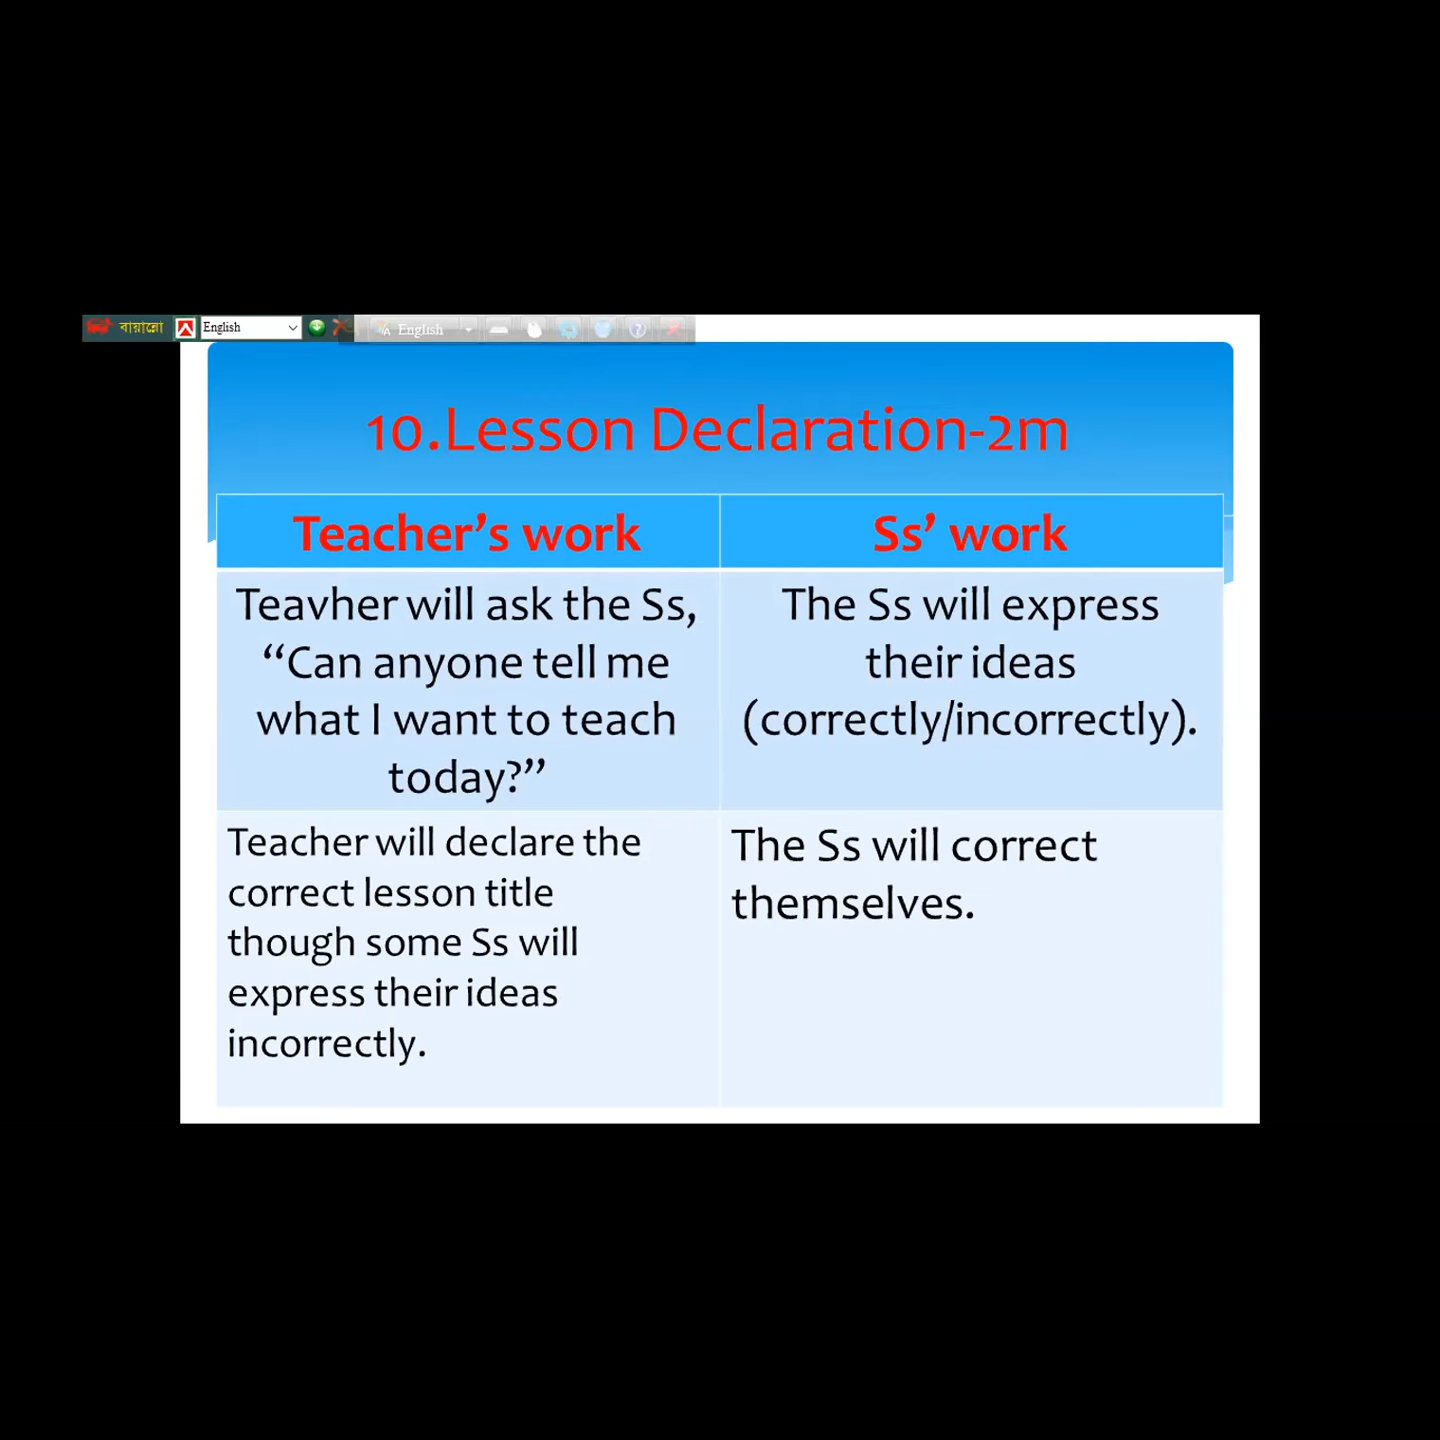 বায়ান্নো English English
10.Lesson Declaration-2m
Teacher’s work
Ss’ work
Teavher will ask the Ss,
“Can anyone tell me
what I want to teach
today?”
The Ss will express
their ideas
(correctly/incorrectly).
Teacher will declare the
correct lesson title
though some Ss will
express their ideas
incorrectly.
The Ss will correct
themselves.